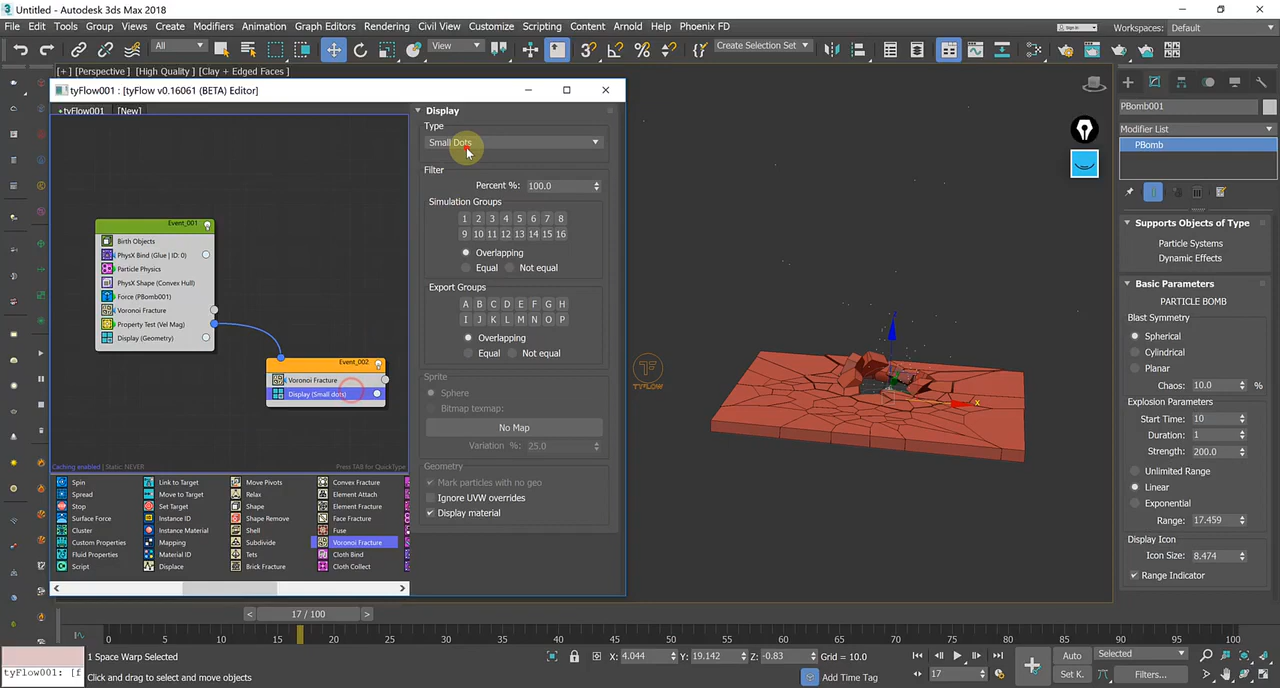 Untitled - Autodesk 3ds Max 2018
File Edit Tools Group Views Create Modifiers Animation Graph Editors Rendering Civil View Customize Scripting Content Arnold Help Phoenix FD
Sign In Workspaces: Default
All View Create Selection Set
[+] [Perspective ] [High Quality ] [Clay + Edged Faces ]
tyFlow001 : [tyFlow v0.16061 (BETA) Editor]
tyFlow001 [New]
Event_001
Birth Objects
PhysX Bind (Glue | ID: 0)
Particle Physics
PhysX Shape (Convex Hull)
Force (PBomb001)
Voronoi Fracture
Property Test (Vel Mag)
Display (Geometry)
Event_002
Voronoi Fracture
Display (Small dots)
Caching enabled | Static: NEVER
Press TAB for QuickType
Spin Link to Target Move Pivots Convex Fracture
Spread Move to Target Relax Element Attach
Stop Set Target Shape Element Fracture
Surface Force Instance ID Shape Remove Face Fracture
Cluster Instance Material Shell Fuse
Custom Properties Mapping Subdivide Voronoi Fracture
Fluid Properties Material ID Tets Cloth Bind
Script Displace Brick Fracture Cloth Collect
Display
Type
Small Dots
Filter
Percent %: 100.0
Simulation Groups
1 2 3 4 5 6 7 8
9 10 11 12 13 14 15 16
Overlapping
Equal Not equal
Export Groups
A B C D E F G H
I J K L M N O P
Overlapping
Equal Not equal
Sprite
Sphere
Bitmap texmap:
No Map
Variation %: 25.0
Geometry
Mark particles with no geo
Ignore UVW overrides
Display material
TYFLOW
x
PBomb001
Modifier List
PBomb
Supports Objects of Type
Particle Systems
Dynamic Effects
Basic Parameters
PARTICLE BOMB
Blast Symmetry
Spherical
Cylindrical
Planar
Chaos: 10.0 %
Explosion Parameters
Start Time: 10
Duration: 1
Strength: 200.0
Unlimited Range
Linear
Exponential
Range: 17.459
Display Icon
Icon Size: 8.474
Range Indicator
< 17 / 100 >
0 5 10 15 20 25 30 35 40 45 50 55 60 65 70 75 80 85 90 95 100
1 Space Warp Selected
X: 4.044 Y: 19.142 Z: -0.83 Grid = 10.0
Auto Selected
tyFlow001: [f
Click and drag to select and move objects
Add Time Tag
17
Set K. Filters...